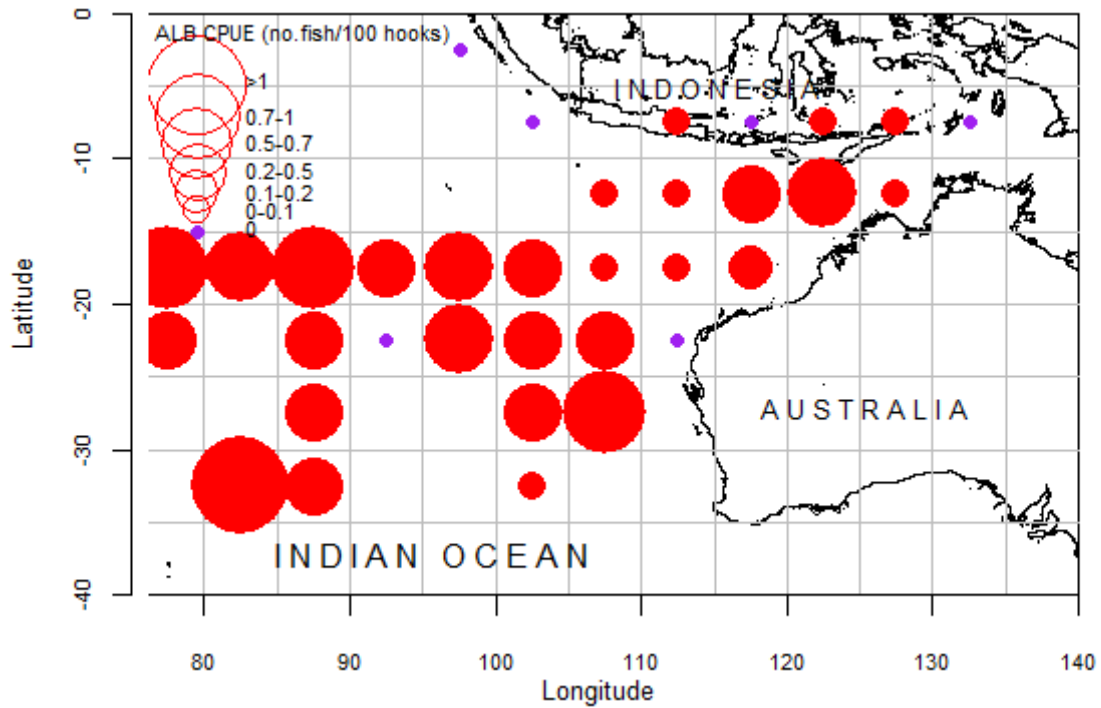 0
ALB CPUE (no.fish/100 hooks)
>1
INDONESIA
0.7-1
0.5-0.7
-10
0.2-0.5
0.1-0.2
0-0.1
0
Latitude
-20
AUSTRALIA
-30
INDIAN OCEAN
-40
80 90 100 110 120 130 140
Longitude